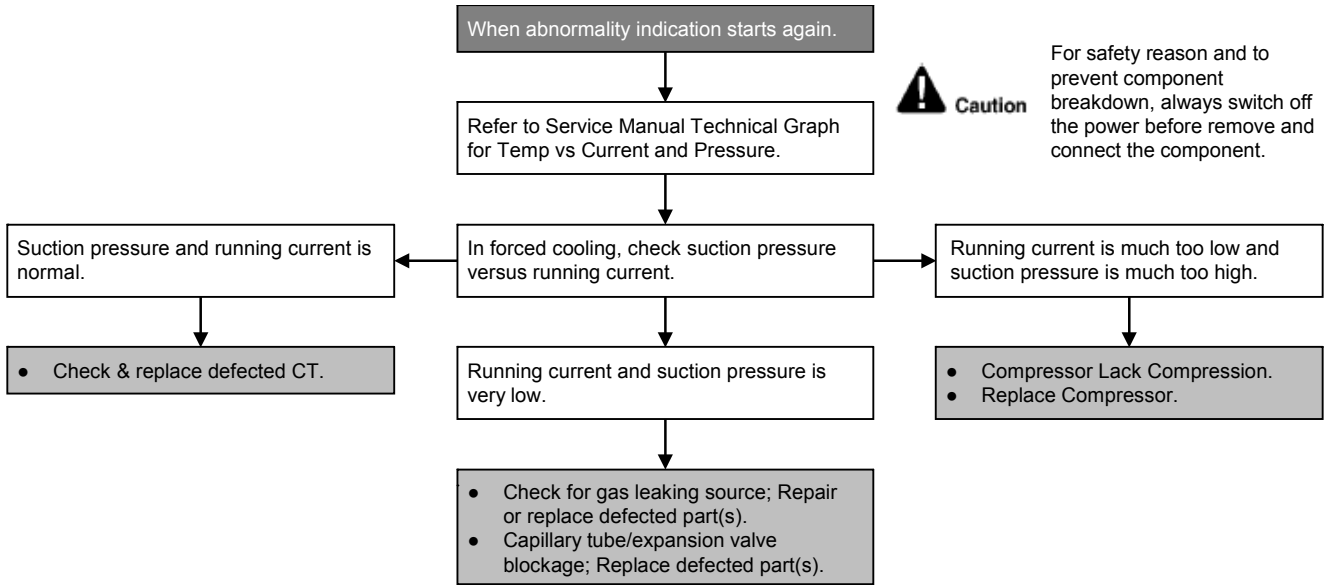 When abnormality indication starts again.
Caution
For safety reason and to
prevent component
breakdown, always switch off
the power before remove and
connect the component.
Refer to Service Manual Technical Graph
for Temp vs Current and Pressure.
Suction pressure and running current is
normal.
In forced cooling, check suction pressure
versus running current.
Running current is much too low and
suction pressure is much too high.
● Check & replace defected CT.
Running current and suction pressure is
very low.
● Compressor Lack Compression.
● Replace Compressor.
● Check for gas leaking source; Repair
or replace defected part(s).
● Capillary tube/expansion valve
blockage; Replace defected part(s).